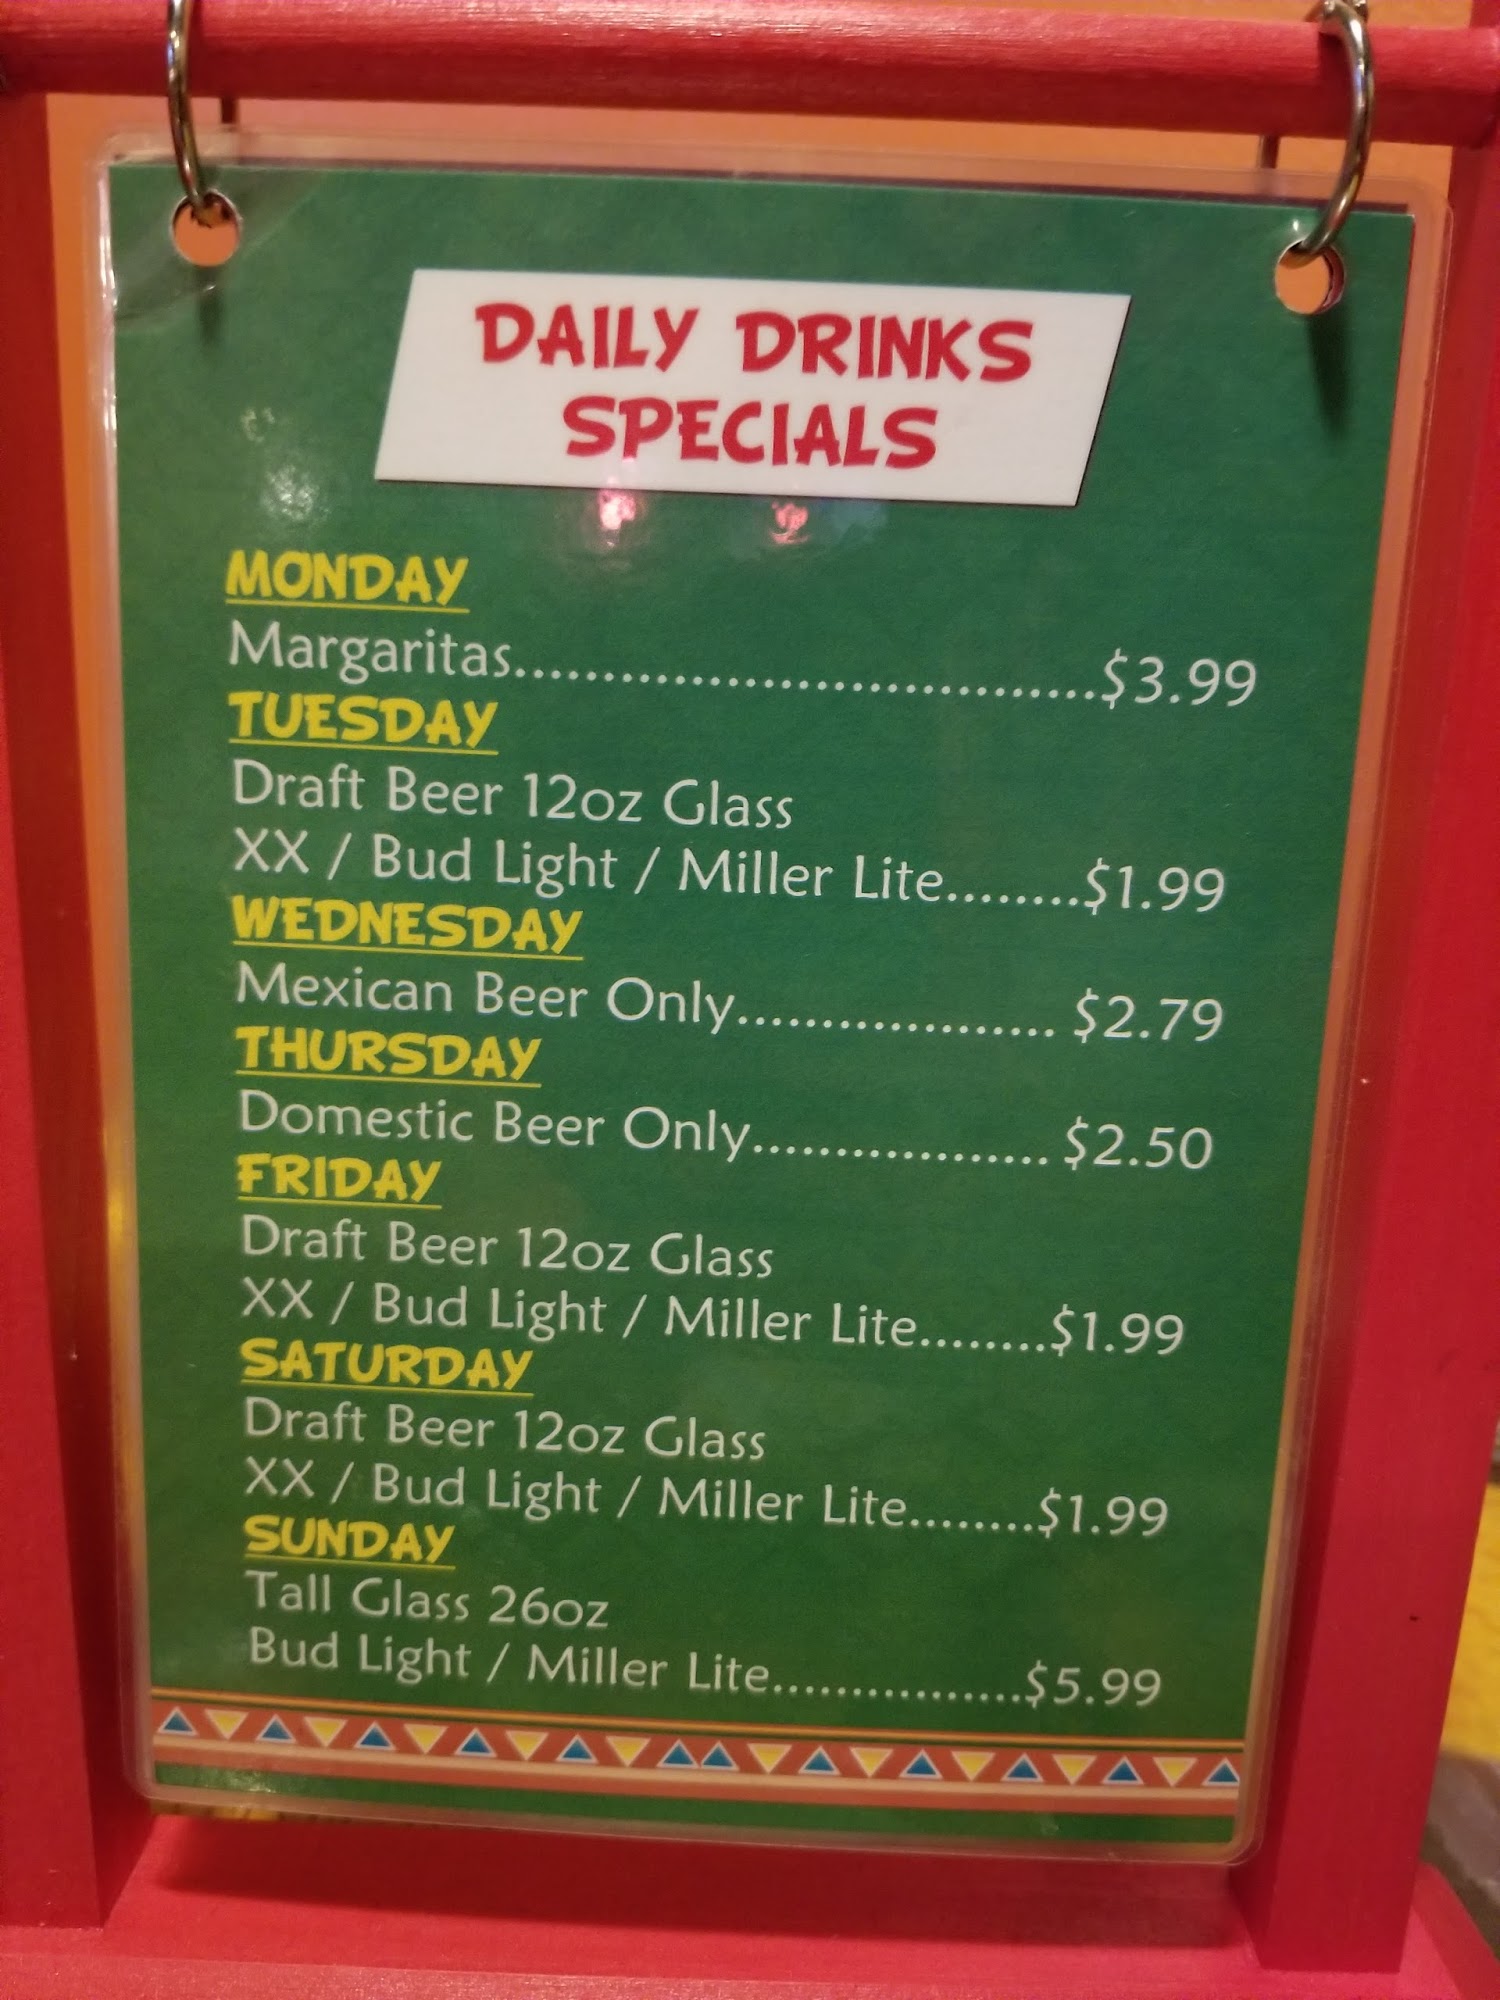 DAILY DRINKS
SPECIALS
MONDAY
Margaritas..................................$3.99
TUESDAY
Draft Beer 12oz Glass
XX / Bud Light / Miller Lite........$1.99
WEDNESDAY
Mexican Beer Only................... $2.79
THURSDAY
Domestic Beer Only.................. $2.50
FRIDAY
Draft Beer 12oz Glass
XX / Bud Light / Miller Lite........$1.99
SATURDAY
Draft Beer 12oz Glass
XX / Bud Light / Miller Lite........$1.99
SUNDAY
Tall Glass 26oz
Bud Light / Miller Lite................$5.99